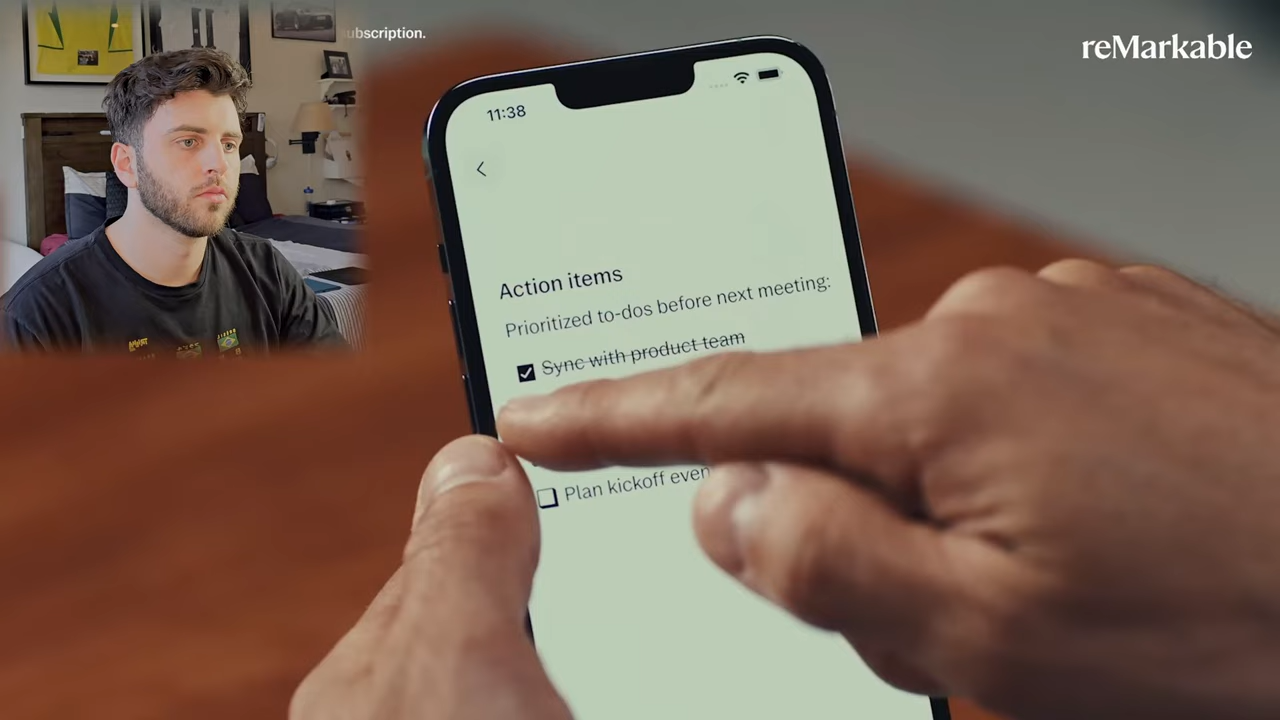 ubscription.
reMarkable
11:38
Action items
Prioritized to-dos before next meeting:
Sync with product team
Plan kickoff even